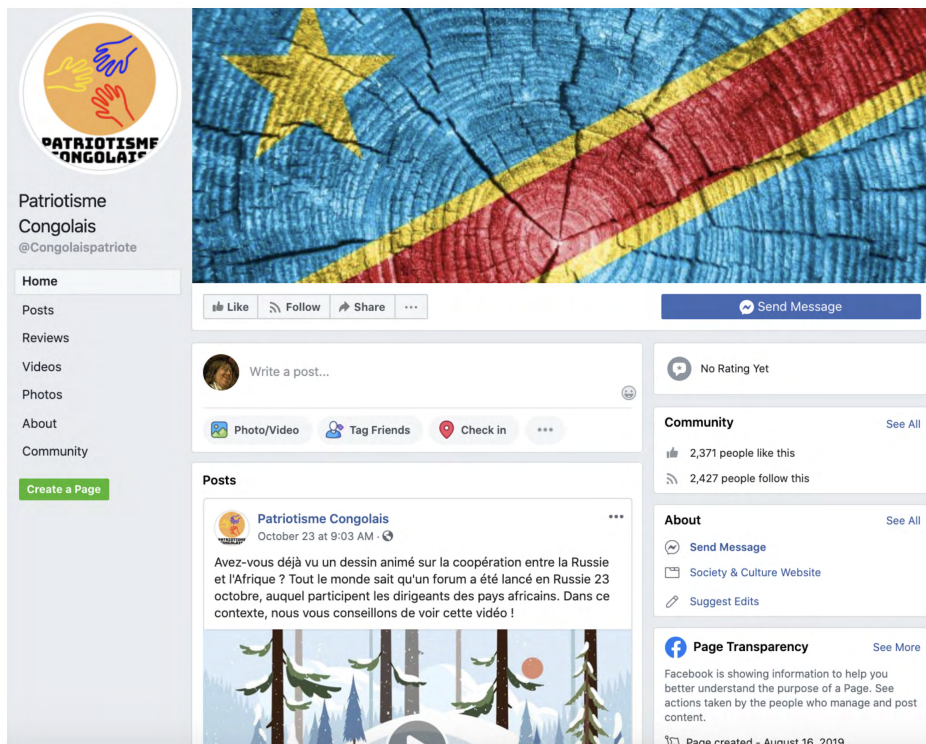 PATRIOTISME
CONGOLAIS
Patriotisme
Congolais
@Congolaispatriote
Home
Posts
Reviews
Videos
Photos
About
Community
Create a Page
Like
Follow
Share
Send Message
Write a post...
Photo/Video
Tag Friends
Check in
Posts
Patriotisme Congolais
October 23 at 9:03 AM ·
Avez-vous déjà vu un dessin animé sur la coopération entre la Russie
et l'Afrique ? Tout le monde sait qu'un forum a été lancé en Russie 23
octobre, auquel participent les dirigeants des pays africains. Dans ce
contexte, nous vous conseillons de voir cette vidéo !
No Rating Yet
Community
See All
2,371 people like this
2,427 people follow this
About
See All
Send Message
Society & Culture Website
Suggest Edits
Page Transparency
See More
Facebook is showing information to help you
better understand the purpose of a Page. See
actions taken by the people who manage and post
content.
Page created - August 16, 2019